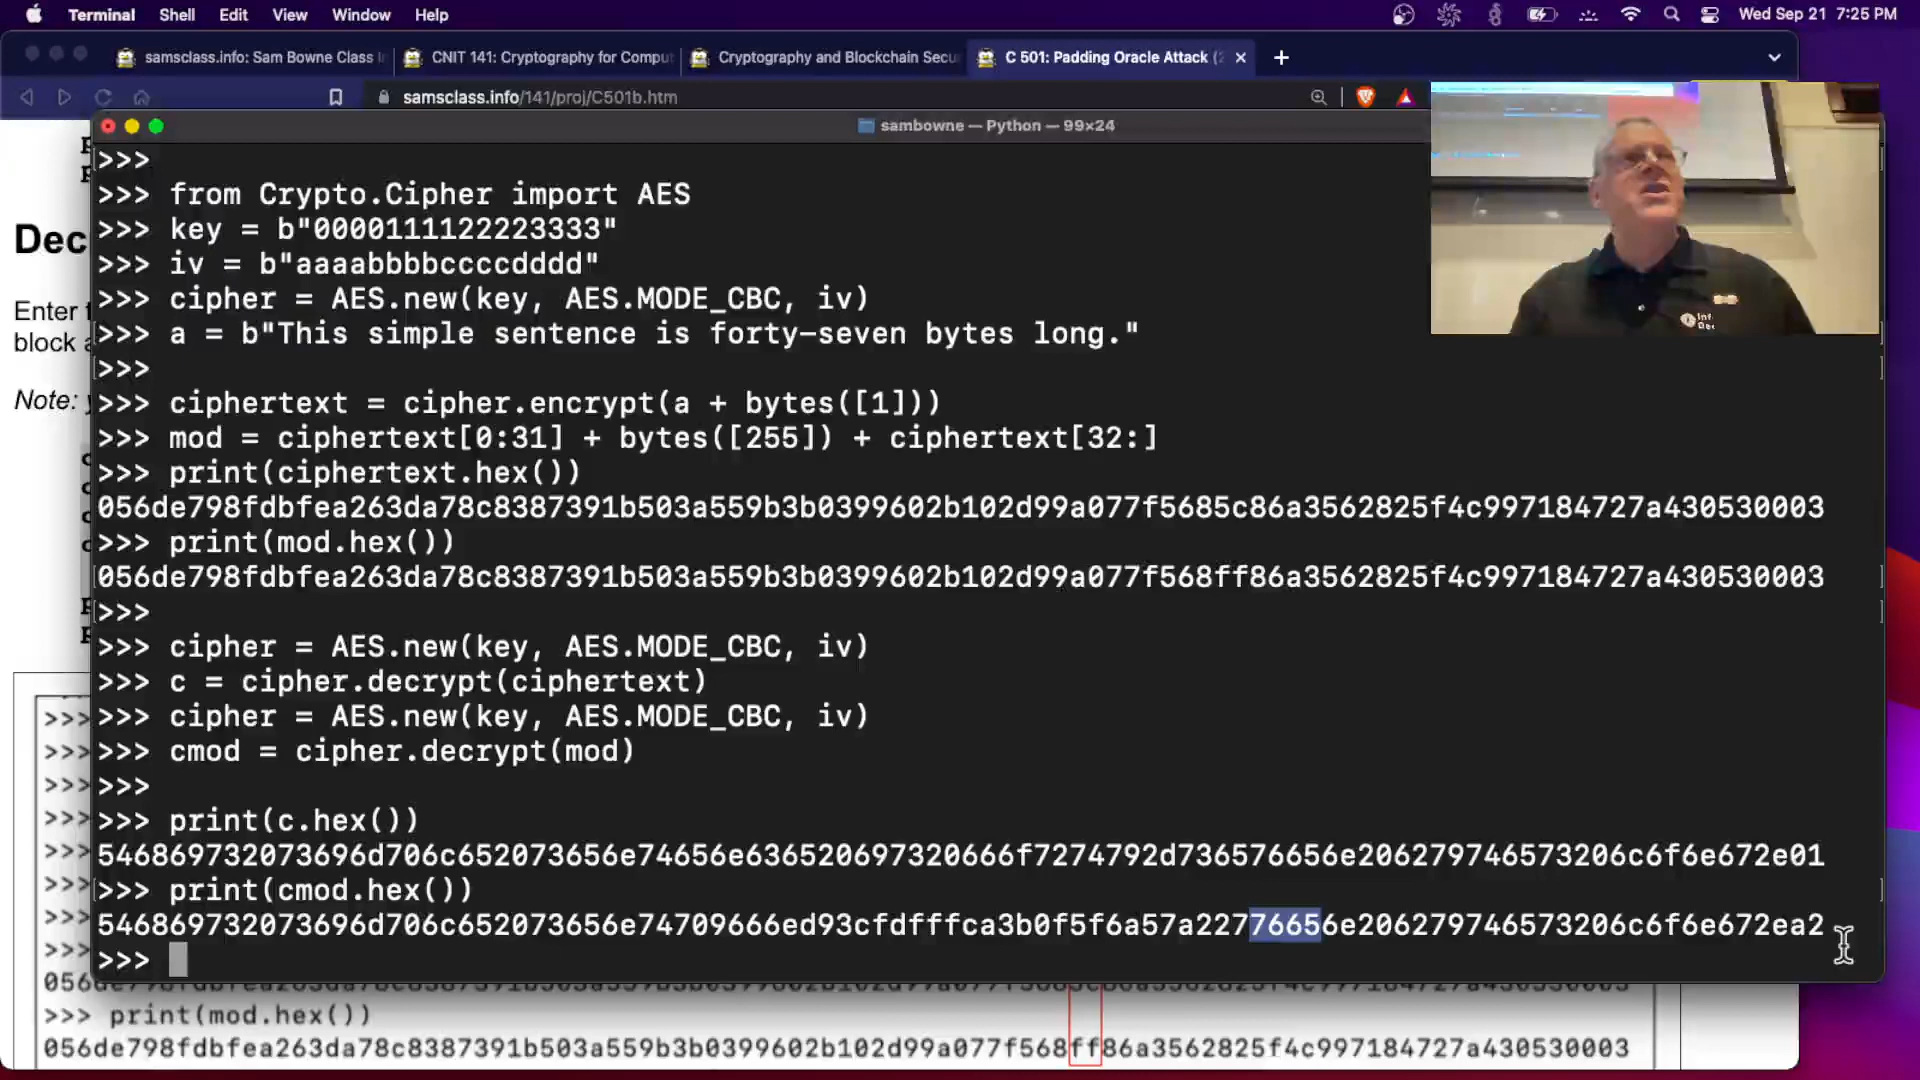 Terminal Shell Edit View Window Help Wed Sep 21 7:25 PM
samsclass.info: Sam Bowne Class I CNIT 141: Cryptography for Comput Cryptography and Blockchain Secu C 501: Padding Oracle Attack (2
samsclass.info/141/proj/C501b.htm
sambowne — Python — 99×24
>>>
>>> from Crypto.Cipher import AES
>>> key = b"0000111122223333"
>>> iv = b"aaaabbbbccccdddd"
>>> cipher = AES.new(key, AES.MODE_CBC, iv)
>>> a = b"This simple sentence is forty-seven bytes long."
>>>
>>> ciphertext = cipher.encrypt(a + bytes([1]))
>>> mod = ciphertext[0:31] + bytes([255]) + ciphertext[32:]
>>> print(ciphertext.hex())
056de798fdbfea263da78c8387391b503a559b3b0399602b102d99a077f5685c86a3562825f4c997184727a430530003
>>> print(mod.hex())
056de798fdbfea263da78c8387391b503a559b3b0399602b102d99a077f568ff86a3562825f4c997184727a430530003
>>>
>>> cipher = AES.new(key, AES.MODE_CBC, iv)
>>> c = cipher.decrypt(ciphertext)
>>> cipher = AES.new(key, AES.MODE_CBC, iv)
>>> cmod = cipher.decrypt(mod)
>>>
>>> print(c.hex())
546869732073696d706c652073656e74656e636520697320666f7274792d736576656e206279746573206c6f6e672e01
>>> print(cmod.hex())
546869732073696d706c652073656e74709666ed93cfdfffca3b0f5f6a57a22776656e206279746573206c6f6e672ea2
>>>
Dec
Enter
block
Note:
>>>
>>>
>>>
>>>
>>>
>>>
>>>
>>>
>>> print(mod.hex())
056de798fdbfea263da78c8387391b503a559b3b0399602b102d99a077f568ff86a3562825f4c997184727a430530003